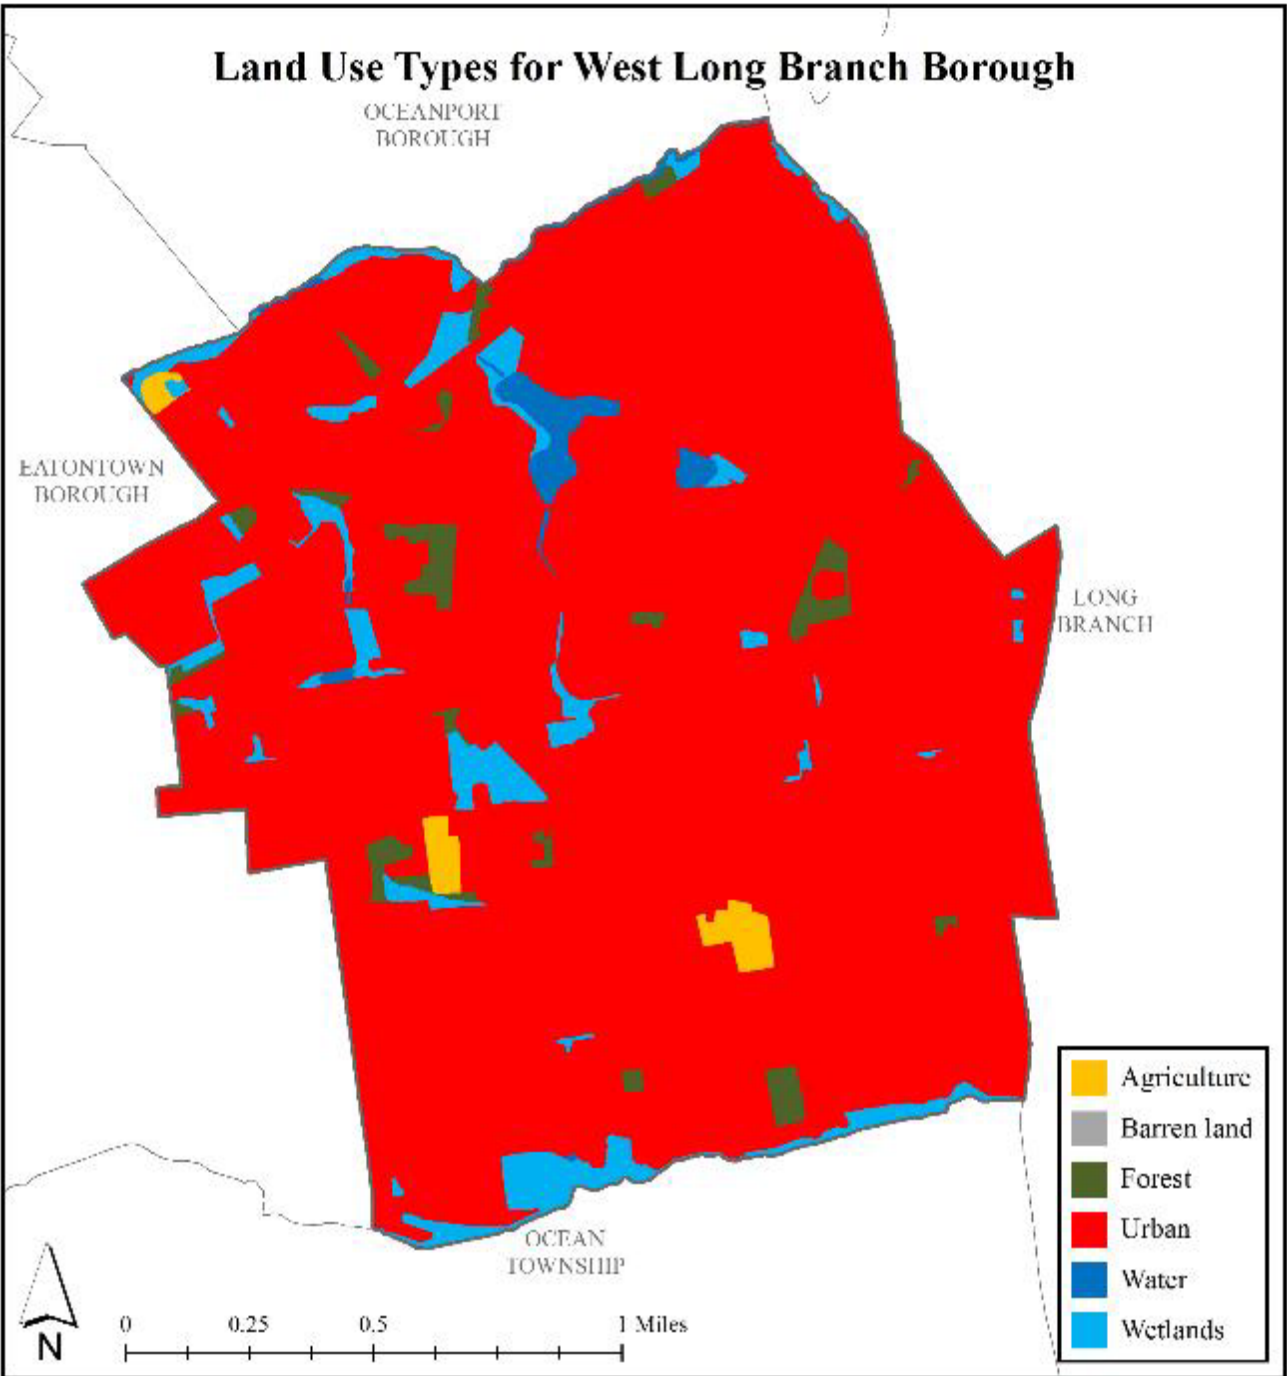 Land Use Types for West Long Branch Borough
OCEANPORT
BOROUGH
EATONTOWN
BOROUGH
LONG
BRANCH
Agriculture
Barren land
Forest
Urban
Water
Wetlands
OCEAN
TOWNSHIP
N
0 0.25 0.5 1 Miles